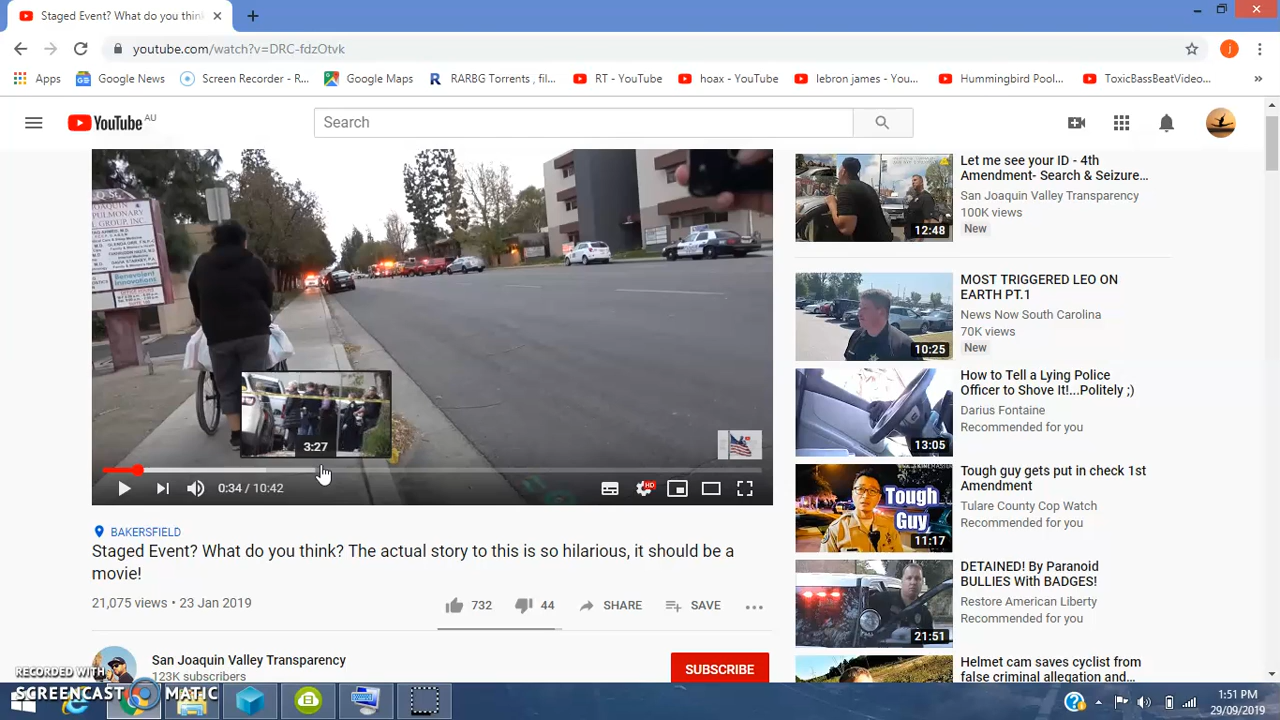 Staged Event? What do you thin
youtube.com/watch?v=DRC-fdzOtvk
j
Apps
Google News
Screen Recorder - R...
Google Maps
RARBG Torrents , fil...
RT - YouTube
hoax - YouTube
lebron james - You...
Hummingbird Pool...
ToxicBassBeatVideo...
»
YouTube AU
Search
PULMONARY
GROUP, INC.
3:27
0:34 / 10:42
HD
BAKERSFIELD
Staged Event? What do you think? The actual story to this is so hilarious, it should be a
movie!
21,075 views • 23 Jan 2019
732
44
SHARE
SAVE
San Joaquin Valley Transparency
123K subscribers
SUBSCRIBE
12:48
Let me see your ID - 4th
Amendment- Search & Seizure...
San Joaquin Valley Transparency
100K views
New
10:25
MOST TRIGGERED LEO ON
EARTH PT.1
News Now South Carolina
70K views
New
13:05
How to Tell a Lying Police
Officer to Shove It!...Politely ;)
Darius Fontaine
Recommended for you
Tough
Guy
11:17
Tough guy gets put in check 1st
Amendment
Tulare County Cop Watch
Recommended for you
21:51
DETAINED! By Paranoid
BULLIES With BADGES!
Restore American Liberty
Recommended for you
Helmet cam saves cyclist from
false criminal allegation and...
RECORDED WITH
SCREENCAST MATIC
1:51 PM
29/09/2019